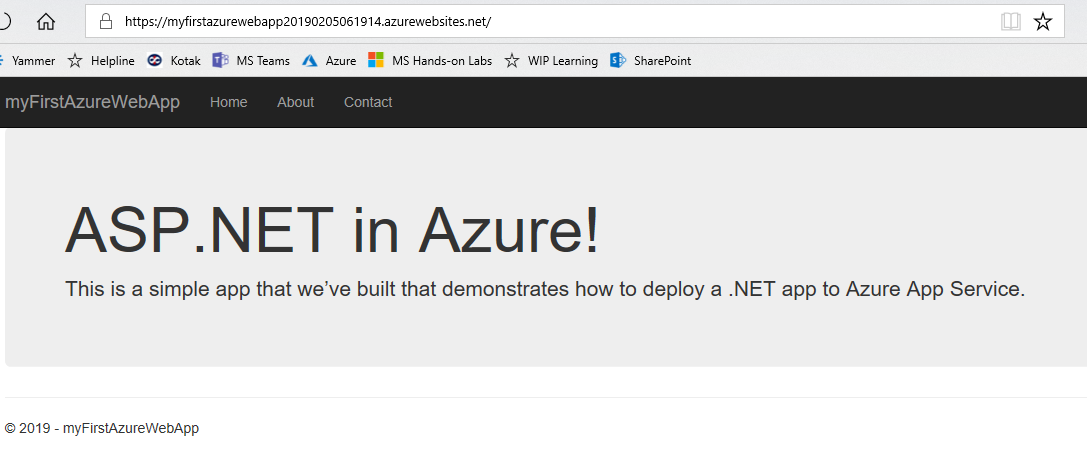 https://myfirstazurewebapp20190205061914.azurewebsites.net/
Yammer Helpline Kotak MS Teams Azure MS Hands-on Labs WIP Learning SharePoint
myFirstAzureWebApp Home About Contact
ASP.NET in Azure!
This is a simple app that we’ve built that demonstrates how to deploy a .NET app to Azure App Service.
© 2019 - myFirstAzureWebApp